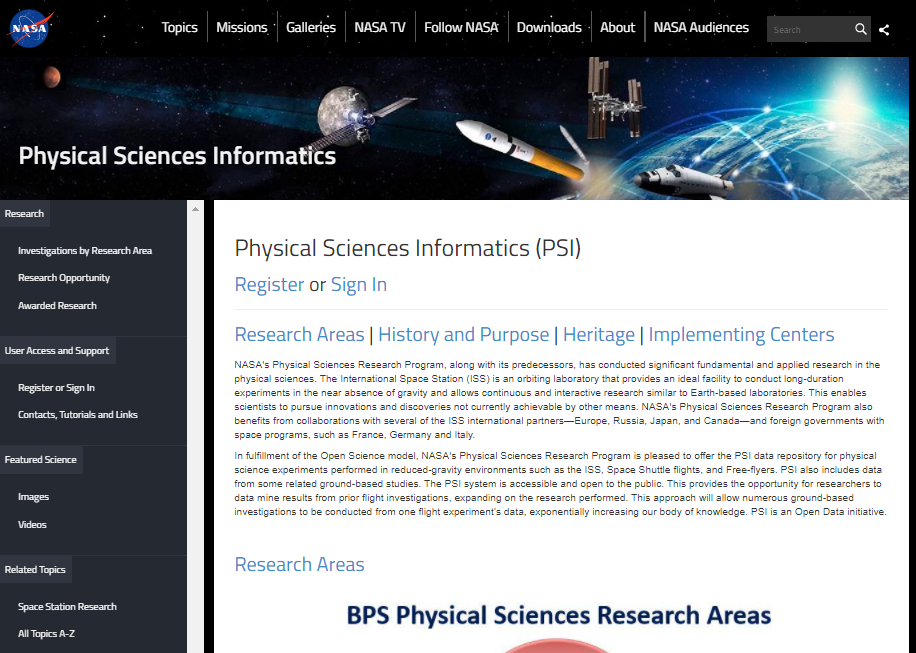 NASA
Topics
Missions
Galleries
NASA TV
Follow NASA
Downloads
About
NASA Audiences
Search
Physical Sciences Informatics
Research
Investigations by Research Area
Research Opportunity
Awarded Research
User Access and Support
Register or Sign In
Contacts, Tutorials and Links
Featured Science
Images
Videos
Related Topics
Space Station Research
All Topics A-Z
Physical Sciences Informatics (PSI)
Register or Sign In
Research Areas | History and Purpose | Heritage | Implementing Centers
NASA's Physical Sciences Research Program, along with its predecessors, has conducted significant fundamental and applied research in the
physical sciences. The International Space Station (ISS) is an orbiting laboratory that provides an ideal facility to conduct long-duration
experiments in the near absence of gravity and allows continuous and interactive research similar to Earth-based laboratories. This enables
scientists to pursue innovations and discoveries not currently achievable by other means. NASA's Physical Sciences Research Program also
benefits from collaborations with several of the ISS international partners—Europe, Russia, Japan, and Canada—and foreign governments with
space programs, such as France, Germany and Italy.
In fulfillment of the Open Science model, NASA's Physical Sciences Research Program is pleased to offer the PSI data repository for physical
science experiments performed in reduced-gravity environments such as the ISS, Space Shuttle flights, and Free-flyers. PSI also includes data
from some related ground-based studies. The PSI system is accessible and open to the public. This provides the opportunity for researchers to
data mine results from prior flight investigations, expanding on the research performed. This approach will allow numerous ground-based
investigations to be conducted from one flight experiment's data, exponentially increasing our body of knowledge. PSI is an Open Data initiative.
Research Areas
BPS Physical Sciences Research Areas